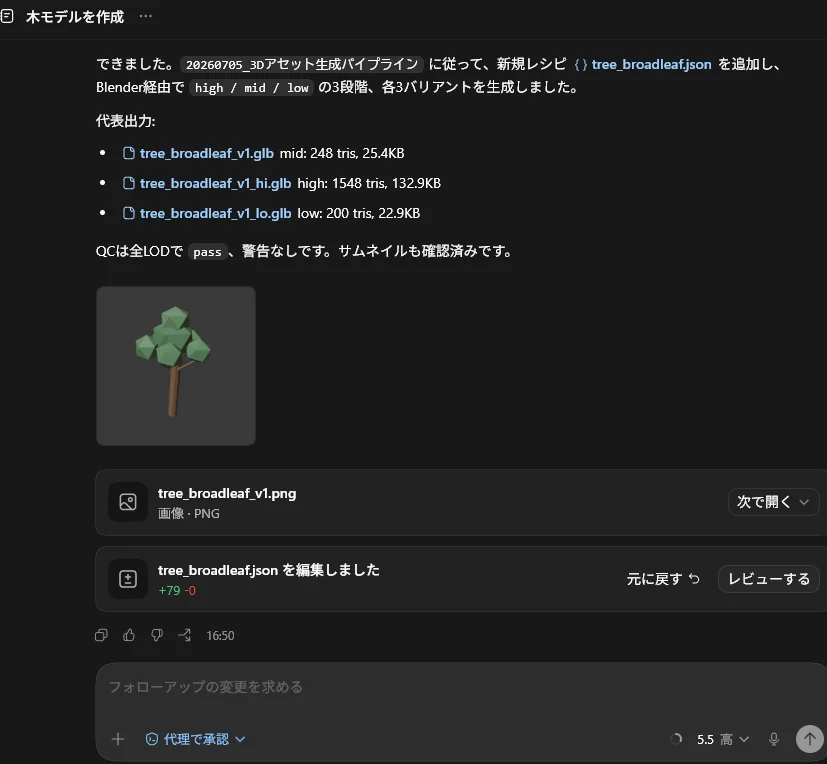 木モデルを作成 ···
できました。 20260705_3Dアセット生成パイプライン に従って、新規レシピ {} tree_broadleaf.json を追加し、
Blender経由で high / mid / low の3段階、各3バリアントを生成しました。
代表出力:
• tree_broadleaf_v1.glb mid: 248 tris, 25.4KB
• tree_broadleaf_v1_hi.glb high: 1548 tris, 132.9KB
• tree_broadleaf_v1_lo.glb low: 200 tris, 22.9KB
QCは全LODで pass 、警告なしです。サムネイルも確認済みです。
tree_broadleaf_v1.png
画像 · PNG
次で開く
tree_broadleaf.json を編集しました
+79 -0
元に戻す
レビューする
16:50
フォローアップの変更を求める
代理で承認
5.5 高